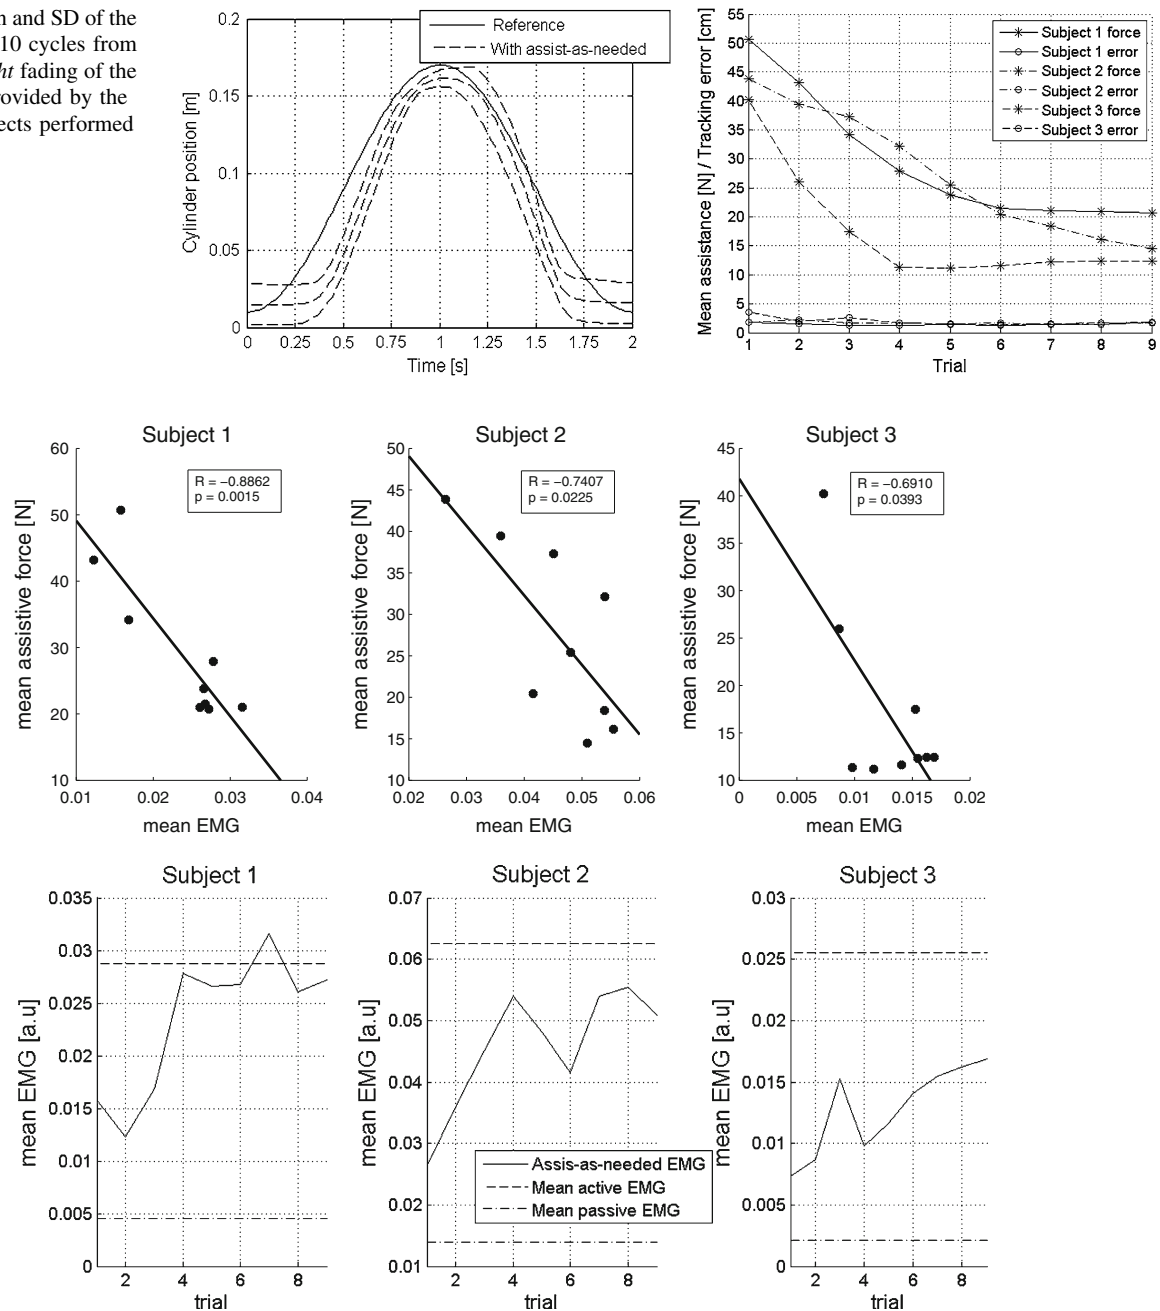 n and SD of the
10 cycles from
ht fading of the
rovided by the
ects performed
0.2
0.15
0.1
0.05
0
Cylinder position [m]
Reference
With assist-as-needed
0 0.25 0.5 0.75 1 1.25 1.5 1.75 2
Time [s]
55
50
45
40
35
30
25
20
15
10
5
0
Mean assistance [N] / Tracking error [cm]
Subject 1 force
Subject 1 error
Subject 2 force
Subject 2 error
Subject 3 force
Subject 3 error
1 2 3 4 5 6 7 8 9
Trial
Subject 1
60
50
40
30
20
10
mean assistive force [N]
R = −0.8862
p = 0.0015
0.01 0.02 0.03 0.04
mean EMG
Subject 2
50
45
40
35
30
25
20
15
10
mean assistive force [N]
R = −0.7407
p = 0.0225
0.02 0.03 0.04 0.05 0.06
mean EMG
Subject 3
45
40
35
30
25
20
15
10
mean assistive force [N]
R = −0.6910
p = 0.0393
0 0.005 0.01 0.015 0.02
mean EMG
Subject 1
0.035
0.03
0.025
0.02
0.015
0.01
0.005
0
mean EMG [a.u]
2 4 6 8
trial
Subject 2
0.07
0.06
0.05
0.04
0.03
0.02
0.01
mean EMG [a.u]
Assis-as-needed EMG
Mean active EMG
Mean passive EMG
2 4 6 8
trial
Subject 3
0.03
0.025
0.02
0.015
0.01
0.005
0
mean EMG [a.u]
2 4 6 8
trial